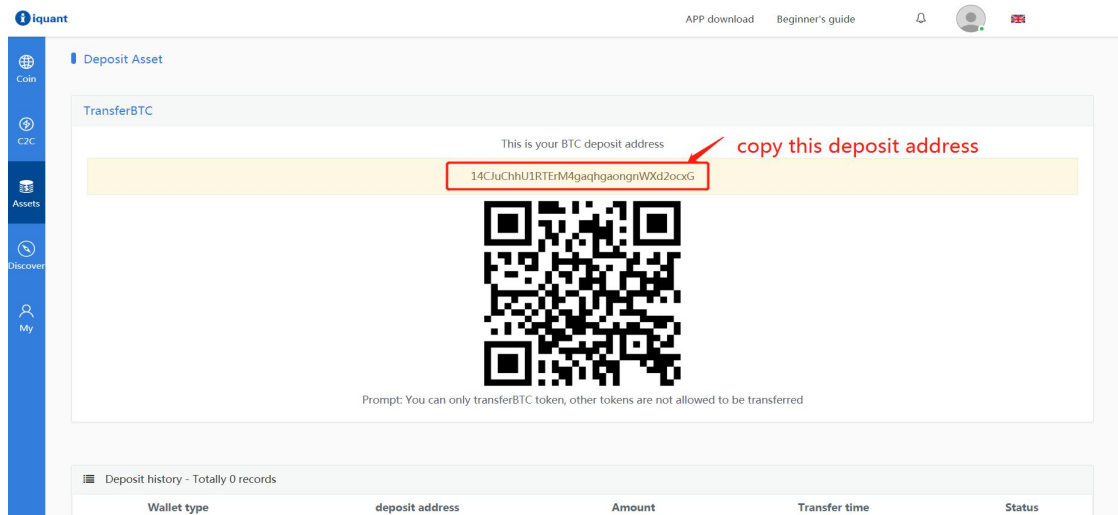 iquant
APP download Beginner's guide
Coin
C2C
Assets
Discover
My
Deposit Asset
TransferBTC
This is your BTC deposit address
copy this deposit address
14CJuChhU1RTErM4gaqhgaongnWXd2ocxG
Prompt: You can only transferBTC token, other tokens are not allowed to be transferred
Deposit history - Totally 0 records
Wallet type deposit address Amount Transfer time Status